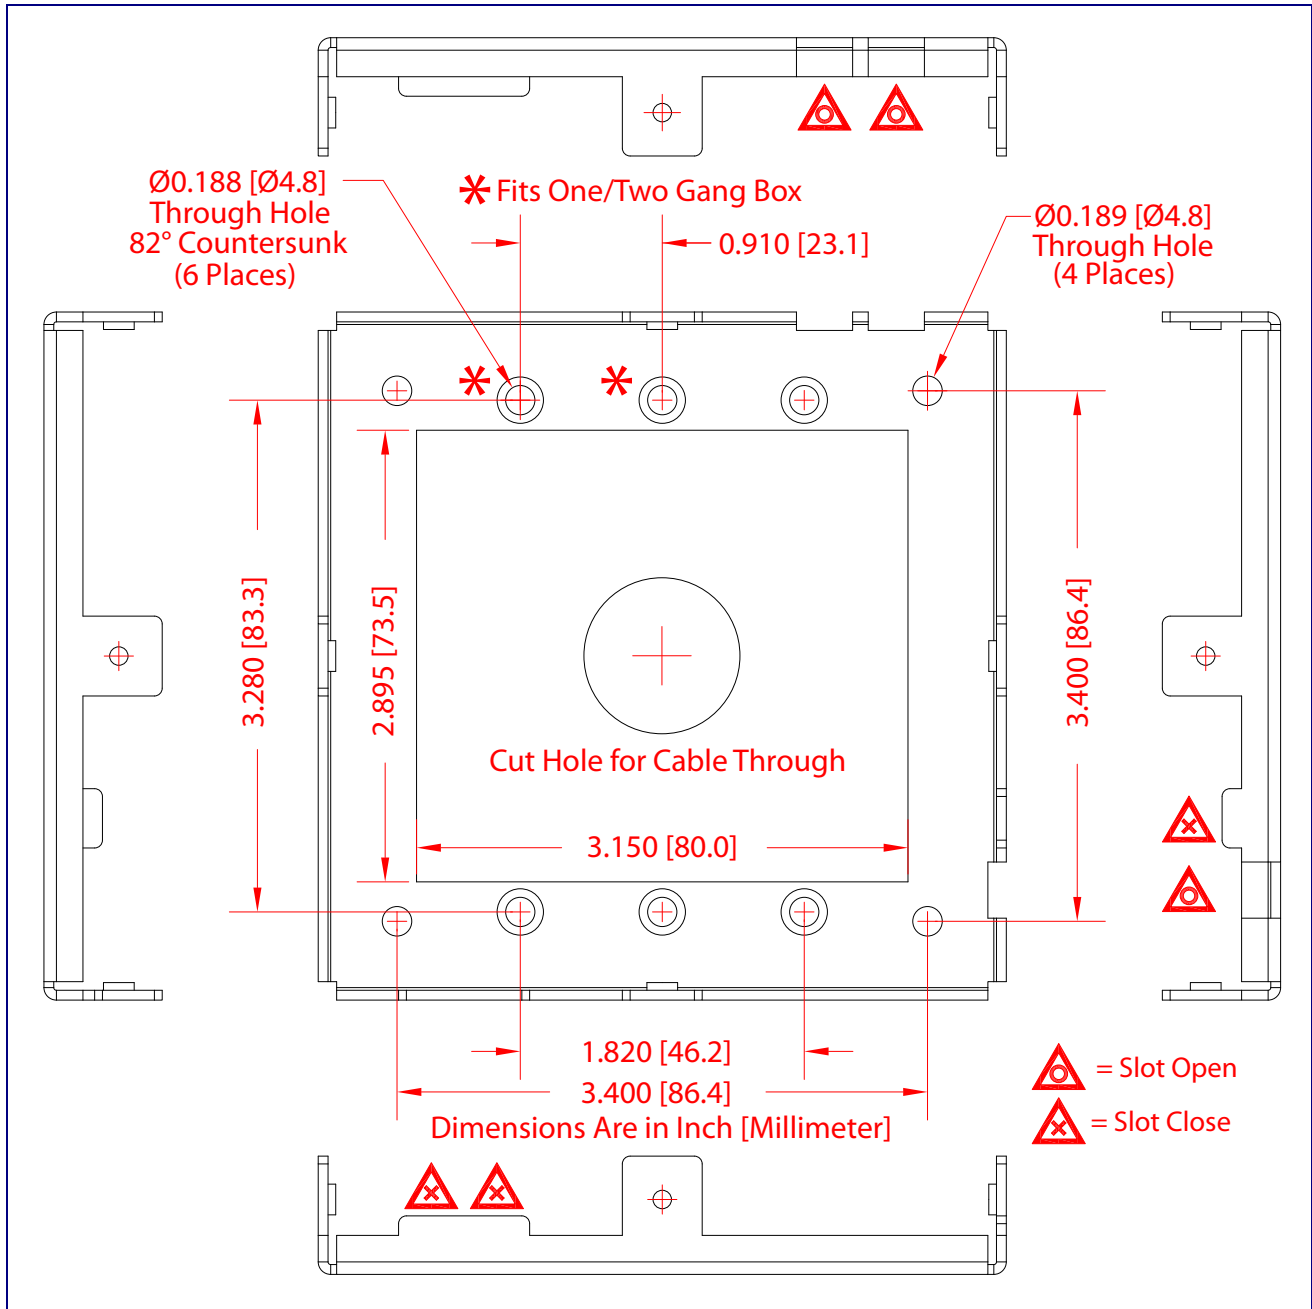 Ø0.188 [Ø4.8]
Through Hole
82° Countersunk
(6 Places)
* Fits One/Two Gang Box
0.910 [23.1]
Ø0.189 [Ø4.8]
Through Hole
(4 Places)
*
*
3.280 [83.3]
2.895 [73.5]
3.400 [86.4]
Cut Hole for Cable Through
3.150 [80.0]
1.820 [46.2]
3.400 [86.4]
Dimensions Are in Inch [Millimeter]
= Slot Open
= Slot Close